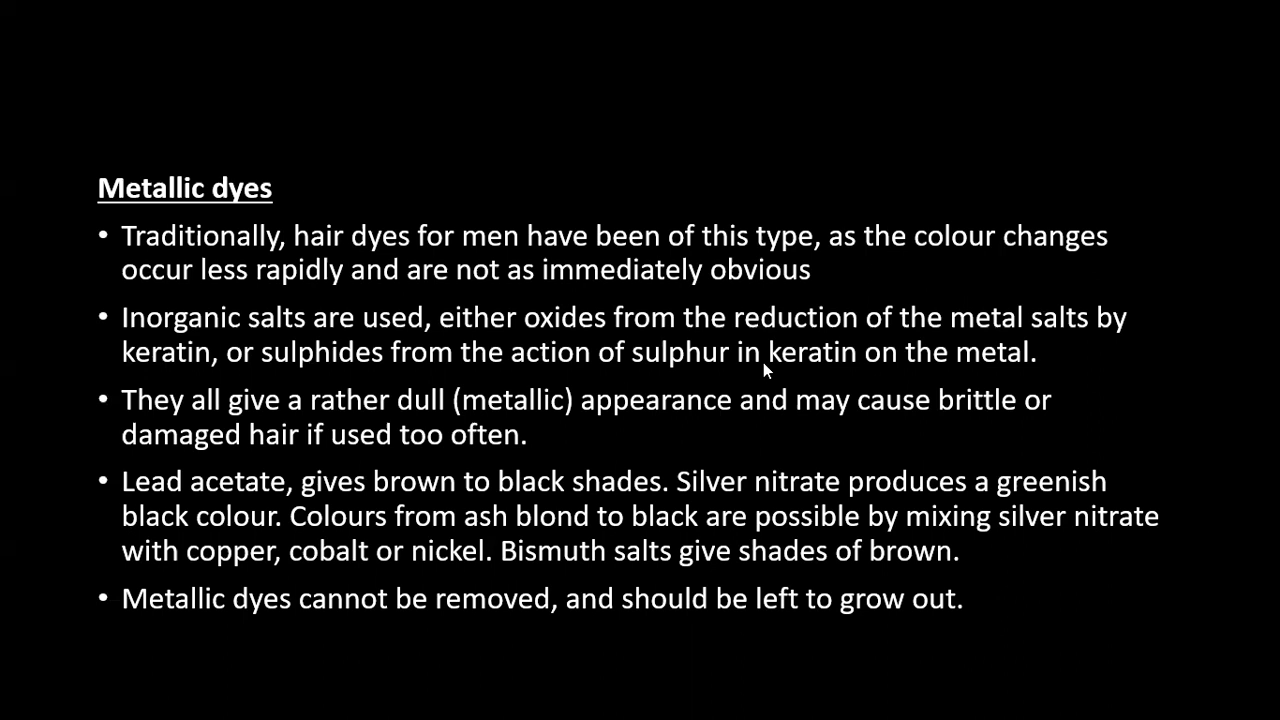 Metallic dyes
• Traditionally, hair dyes for men have been of this type, as the colour changes
occur less rapidly and are not as immediately obvious
• Inorganic salts are used, either oxides from the reduction of the metal salts by
keratin, or sulphides from the action of sulphur in keratin on the metal.
• They all give a rather dull (metallic) appearance and may cause brittle or
damaged hair if used too often.
• Lead acetate, gives brown to black shades. Silver nitrate produces a greenish
black colour. Colours from ash blond to black are possible by mixing silver nitrate
with copper, cobalt or nickel. Bismuth salts give shades of brown.
• Metallic dyes cannot be removed, and should be left to grow out.